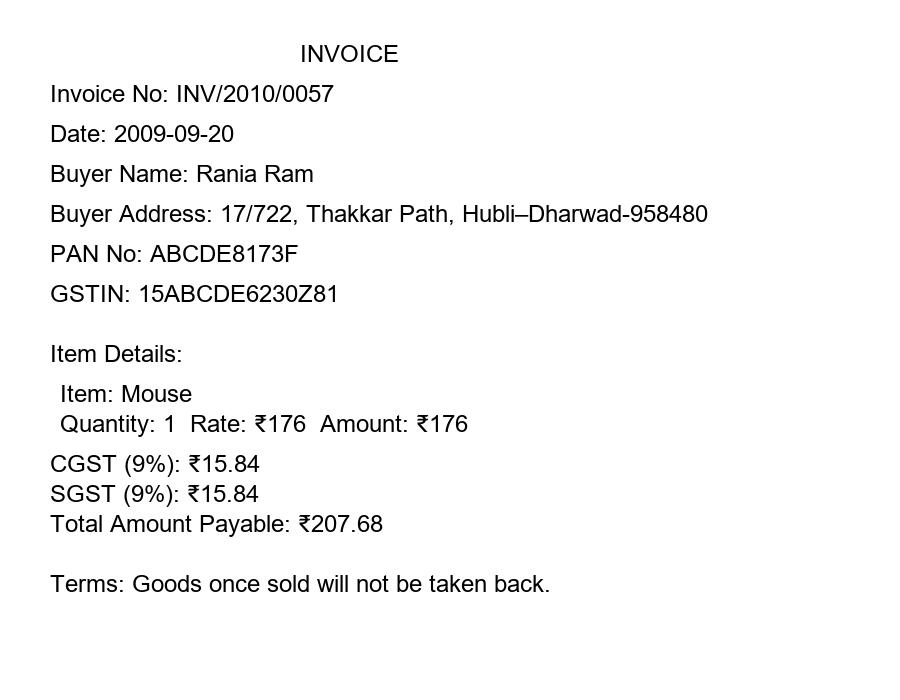 INVOICE
Invoice No: INV/2010/0057
Date: 2009-09-20
Buyer Name: Rania Ram
Buyer Address: 17/722, Thakkar Path, Hubli–Dharwad-958480
PAN No: ABCDE8173F
GSTIN: 15ABCDE6230Z81
Item Details:
Item: Mouse
Quantity: 1  Rate: ₹176  Amount: ₹176
CGST (9%): ₹15.84
SGST (9%): ₹15.84
Total Amount Payable: ₹207.68
Terms: Goods once sold will not be taken back.